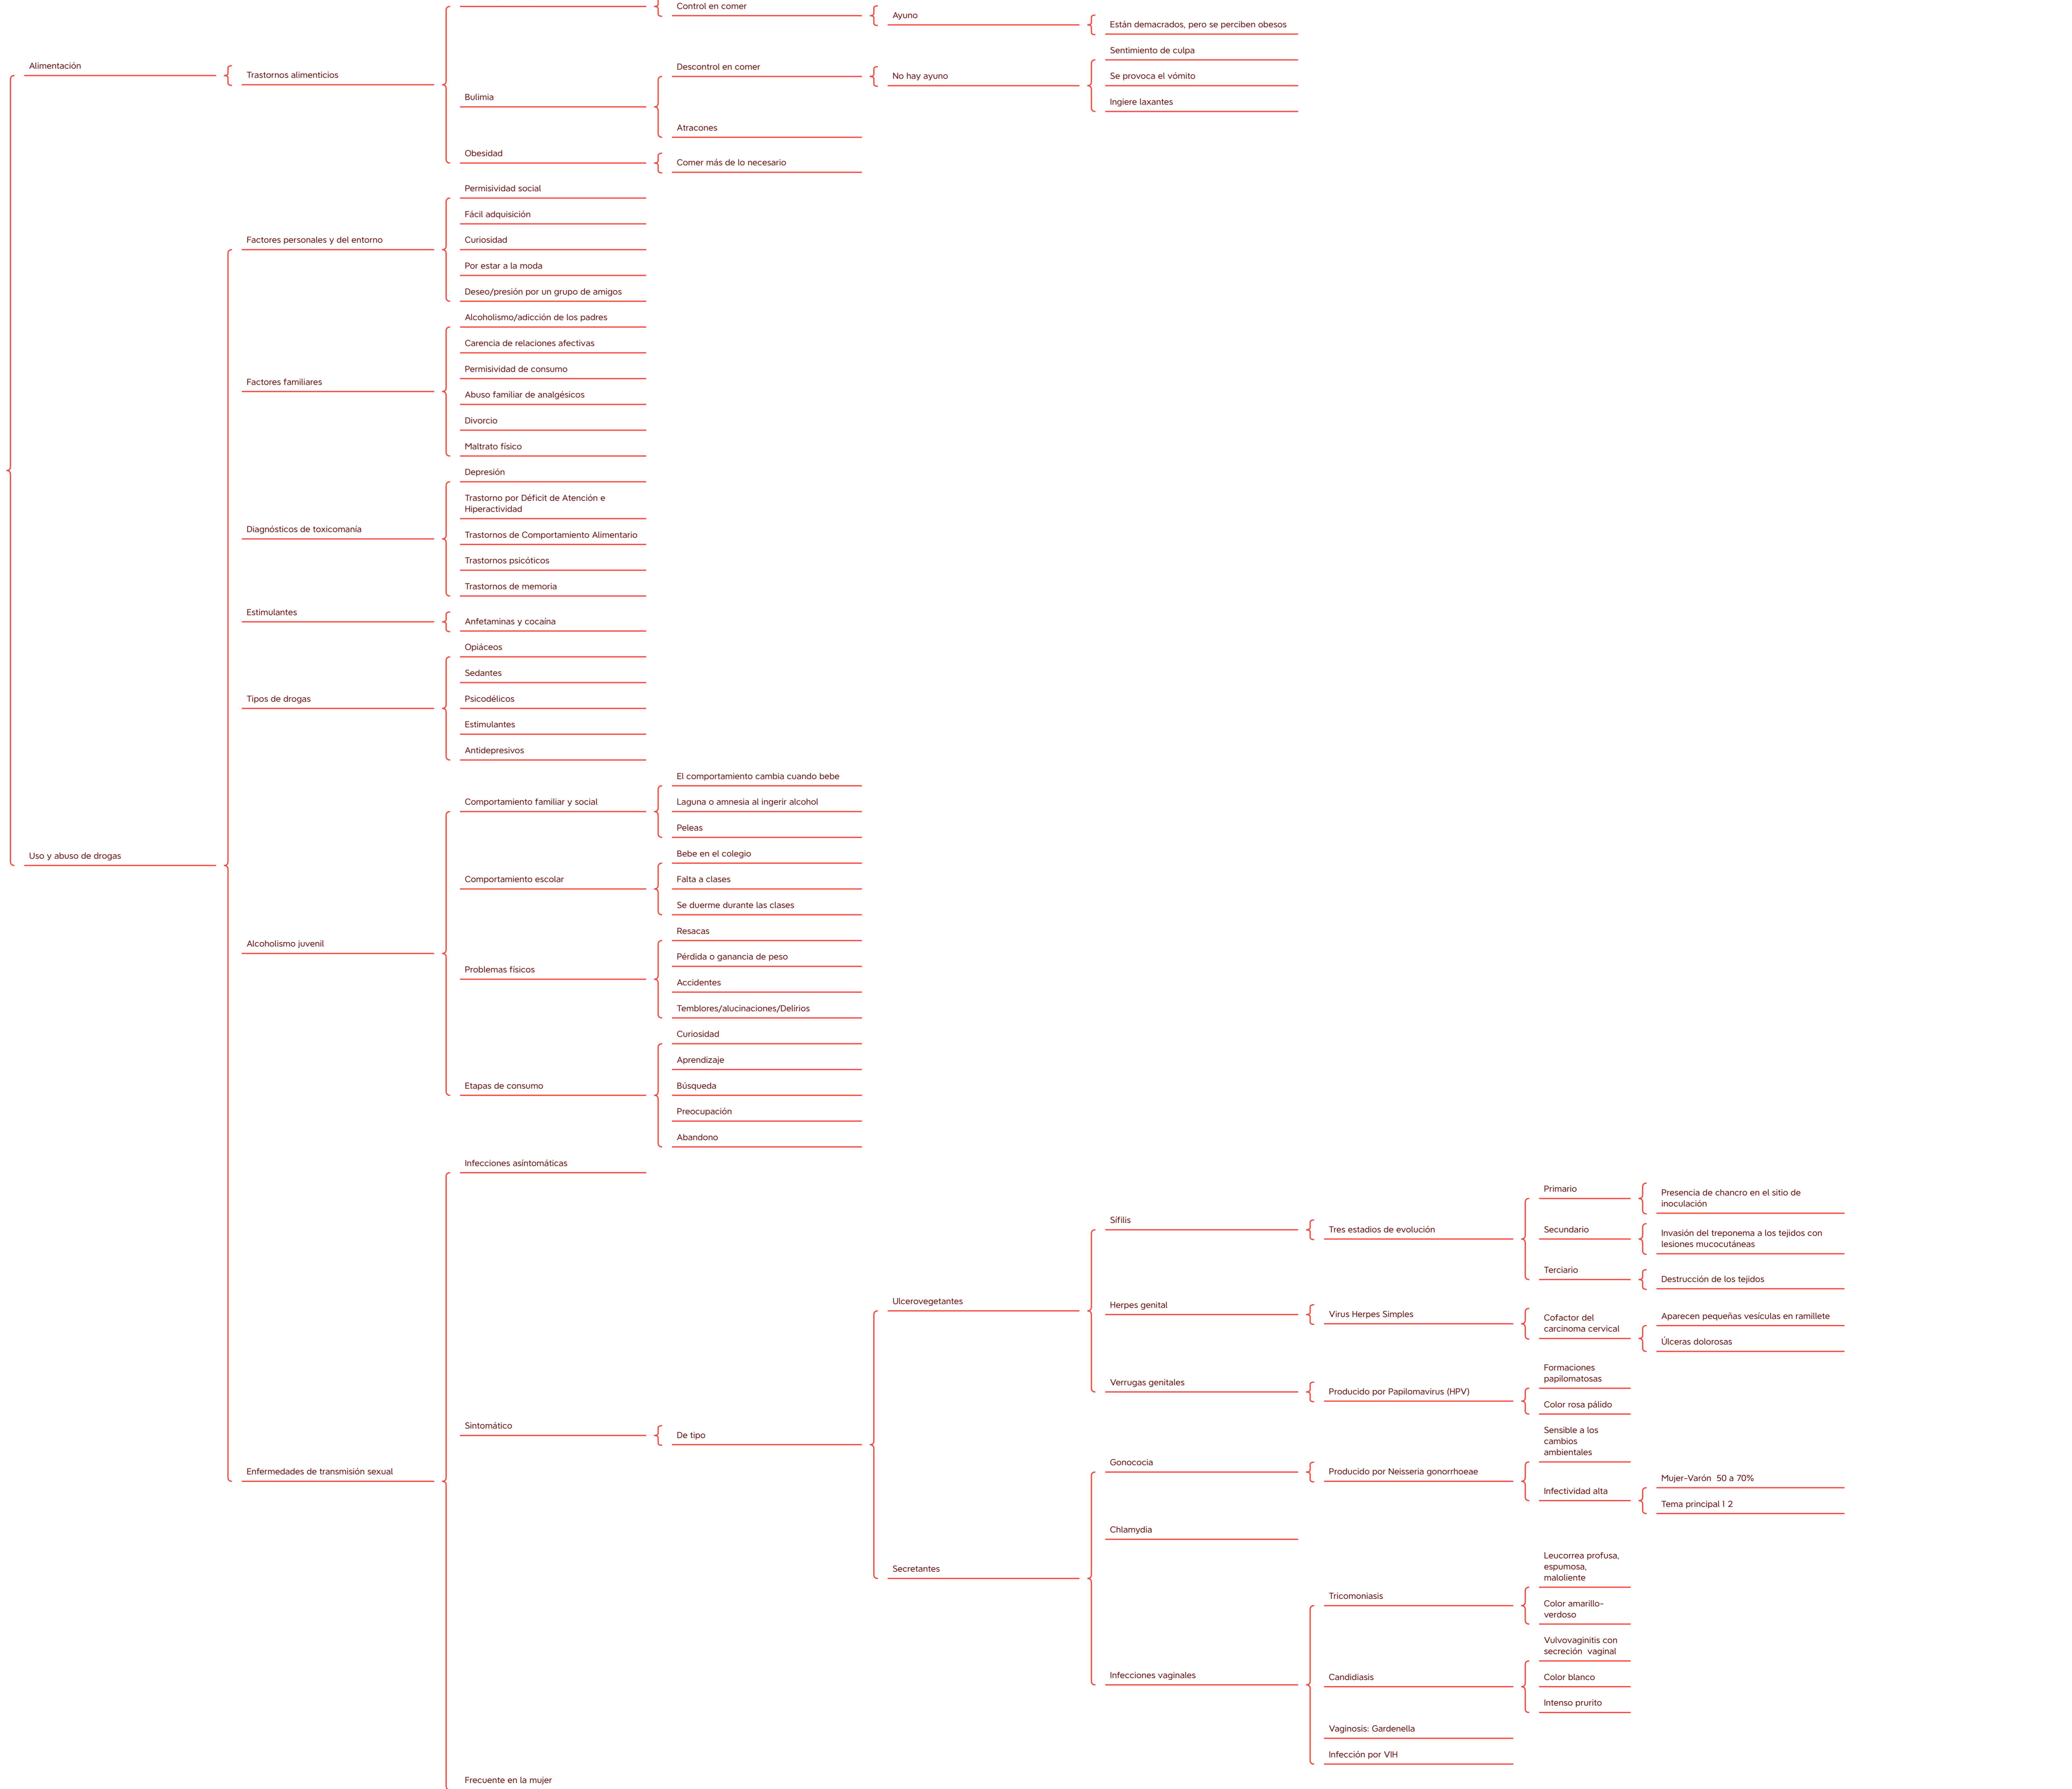 Alimentación
Trastornos alimenticios
Control en comer
Ayuno
Están demacrados, pero se perciben obesos
Bulimia
Descontrol en comer
No hay ayuno
Sentimiento de culpa
Se provoca el vómito
Ingiere laxantes
Atracones
Obesidad
Comer más de lo necesario
Uso y abuso de drogas
Factores personales y del entorno
Permisividad social
Fácil adquisición
Curiosidad
Por estar a la moda
Deseo/presión por un grupo de amigos
Factores familiares
Alcoholismo/adicción de los padres
Carencia de relaciones afectivas
Permisividad de consumo
Abuso familiar de analgésicos
Divorcio
Maltrato físico
Diagnósticos de toxicomanía
Depresión
Trastorno por Déficit de Atención e
Hiperactividad
Trastornos de Comportamiento Alimentario
Trastornos psicóticos
Trastornos de memoria
Estimulantes
Anfetaminas y cocaína
Tipos de drogas
Opiáceos
Sedantes
Psicodélicos
Estimulantes
Antidepresivos
Alcoholismo juvenil
Comportamiento familiar y social
El comportamiento cambia cuando bebe
Laguna o amnesia al ingerir alcohol
Peleas
Comportamiento escolar
Bebe en el colegio
Falta a clases
Se duerme durante las clases
Problemas físicos
Resacas
Pérdida o ganancia de peso
Accidentes
Temblores/alucinaciones/Delirios
Etapas de consumo
Curiosidad
Aprendizaje
Búsqueda
Preocupación
Abandono
Enfermedades de transmisión sexual
Infecciones asíntomáticas
Sintomático
De tipo
Ulcerovegetantes
Sífilis
Tres estadios de evolución
Primario
Presencia de chancro en el sitio de
inoculación
Secundario
Invasión del treponema a los tejidos con
lesiones mucocutáneas
Terciario
Destrucción de los tejidos
Herpes genital
Virus Herpes Simples
Cofactor del
carcinoma cervical
Aparecen pequeñas vesículas en ramillete
Úlceras dolorosas
Verrugas genitales
Producido por Papilomavirus (HPV)
Formaciones
papilomatosas
Color rosa pálido
Secretantes
Gonococia
Producido por Neisseria gonorrhoeae
Sensible a los
cambios
ambientales
Infectividad alta
Mujer-Varón  50 a 70%
Tema principal l 2
Chlamydia
Infecciones vaginales
Tricomoniasis
Leucorrea profusa,
espumosa,
maloliente
Color amarillo-
verdoso
Candidiasis
Vulvovaginitis con
secreción  vaginal
Color blanco
Intenso prurito
Vaginosis: Gardenella
Infección por VIH
Frecuente en la mujer